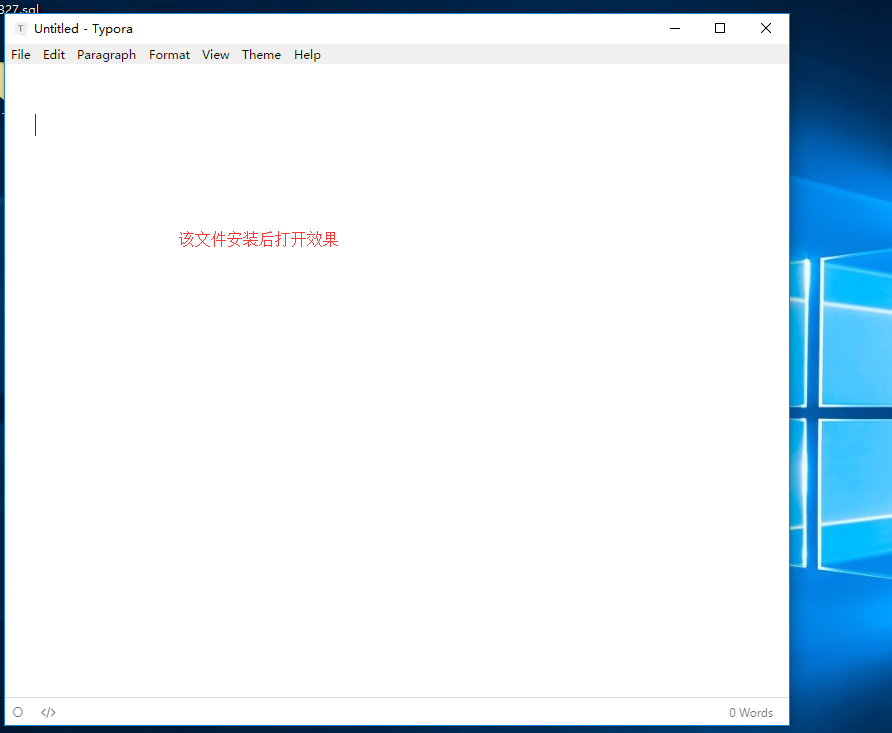 327.sql
T Untitled - Typora
File Edit Paragraph Format View Theme Help
该文件安装后打开效果
</> 0 Words